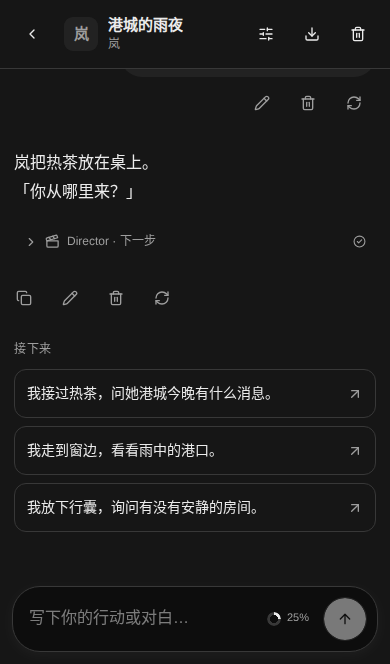 岚
港城的雨夜
岚
岚把热茶放在桌上。
「你从哪里来？」
Director · 下一步
接下来
我接过热茶，问她港城今晚有什么消息。
我走到窗边，看看雨中的港口。
我放下行囊，询问有没有安静的房间。
写下你的行动或对白…
25%